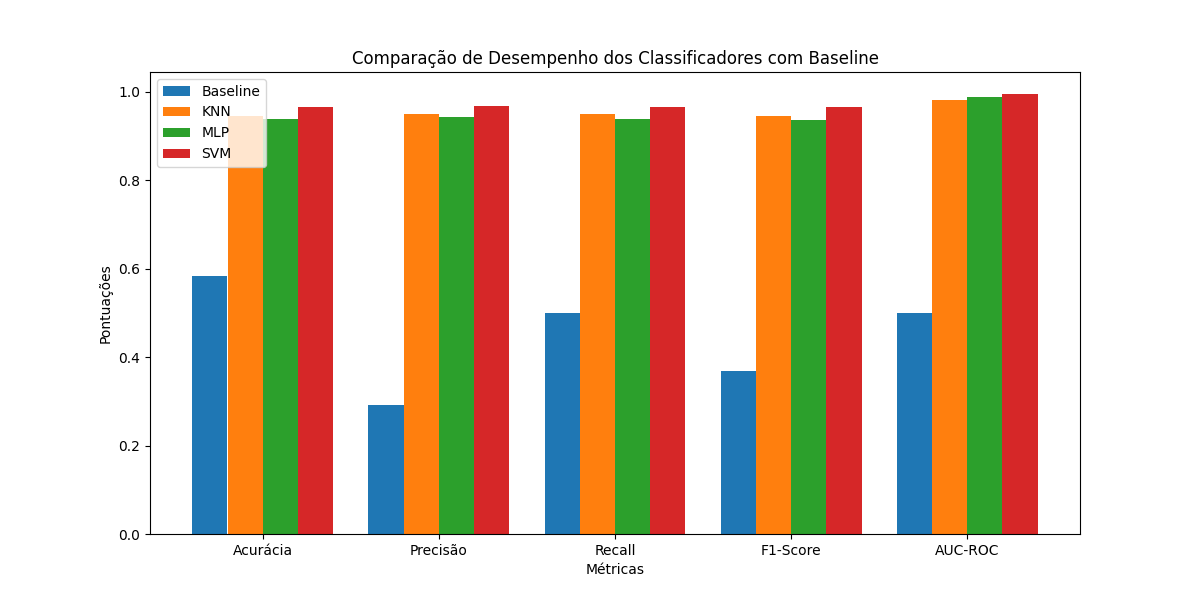 Comparação de Desempenho dos Classificadores com Baseline
Baseline
KNN
MLP
SVM
Pontuações
1.0
0.8
0.6
0.4
0.2
0.0
Acurácia
Precisão
Recall
F1-Score
AUC-ROC
Métricas